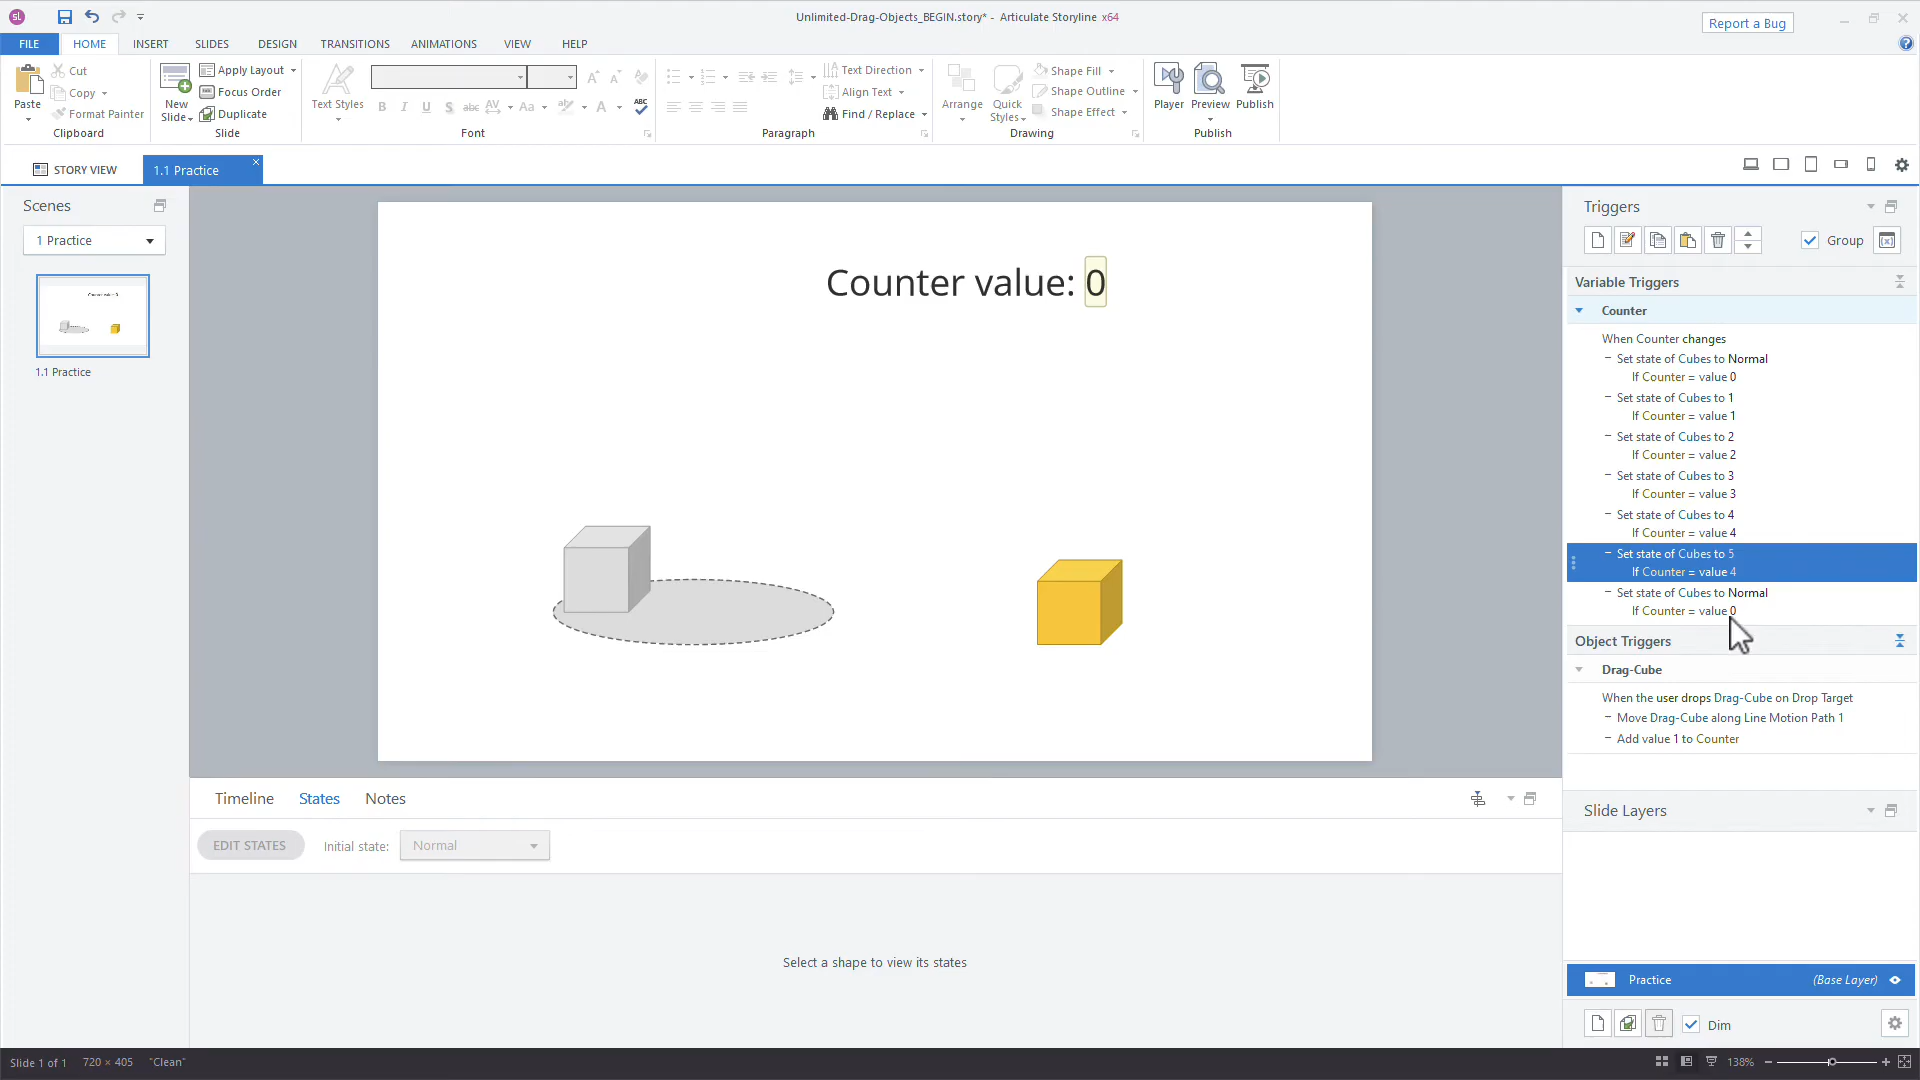 sl
Unlimited-Drag-Objects_BEGIN.story* - Articulate Storyline x64
Report a Bug
FILE HOME INSERT SLIDES DESIGN TRANSITIONS ANIMATIONS VIEW HELP
Paste
Cut
Copy
Format Painter
Clipboard
New Slide
Apply Layout
Focus Order
Duplicate
Slide
Text Styles
B I U S abc AV Aa A ABC
Font
Text Direction
Align Text
Find / Replace
Paragraph
Arrange
Quick Styles
Shape Fill
Shape Outline
Shape Effect
Drawing
Player
Preview
Publish
Publish
STORY VIEW
1.1 Practice
Scenes
1 Practice
Counter value: 0
1.1 Practice
Counter value: 0
Timeline States Notes
EDIT STATES
Initial state: Normal
Select a shape to view its states
Triggers
Group
Variable Triggers
Counter
When Counter changes
– Set state of Cubes to Normal
If Counter = value 0
– Set state of Cubes to 1
If Counter = value 1
– Set state of Cubes to 2
If Counter = value 2
– Set state of Cubes to 3
If Counter = value 3
– Set state of Cubes to 4
If Counter = value 4
– Set state of Cubes to 5
If Counter = value 4
– Set state of Cubes to Normal
If Counter = value 0
Object Triggers
Drag-Cube
When the user drops Drag-Cube on Drop Target
– Move Drag-Cube along Line Motion Path 1
– Add value 1 to Counter
Slide Layers
Practice (Base Layer)
Dim
Slide 1 of 1 720 × 405 "Clean" 138%